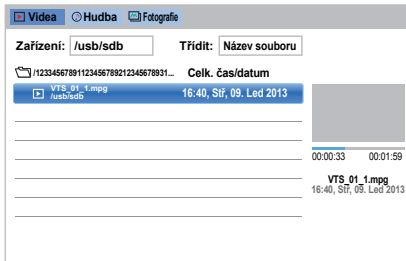 Videa Hudba Fotografie
Zařízení: /usb/sdb Třídit: Název souboru
/12334567891123456789212345678931... Celk. čas/datum
VTS_01_1.mpg
/usb/sdb
16:40, Stř, 09. Led 2013
00:00:33 00:01:59
VTS_01_1.mpg
16:40, Stř, 09. Led 2013